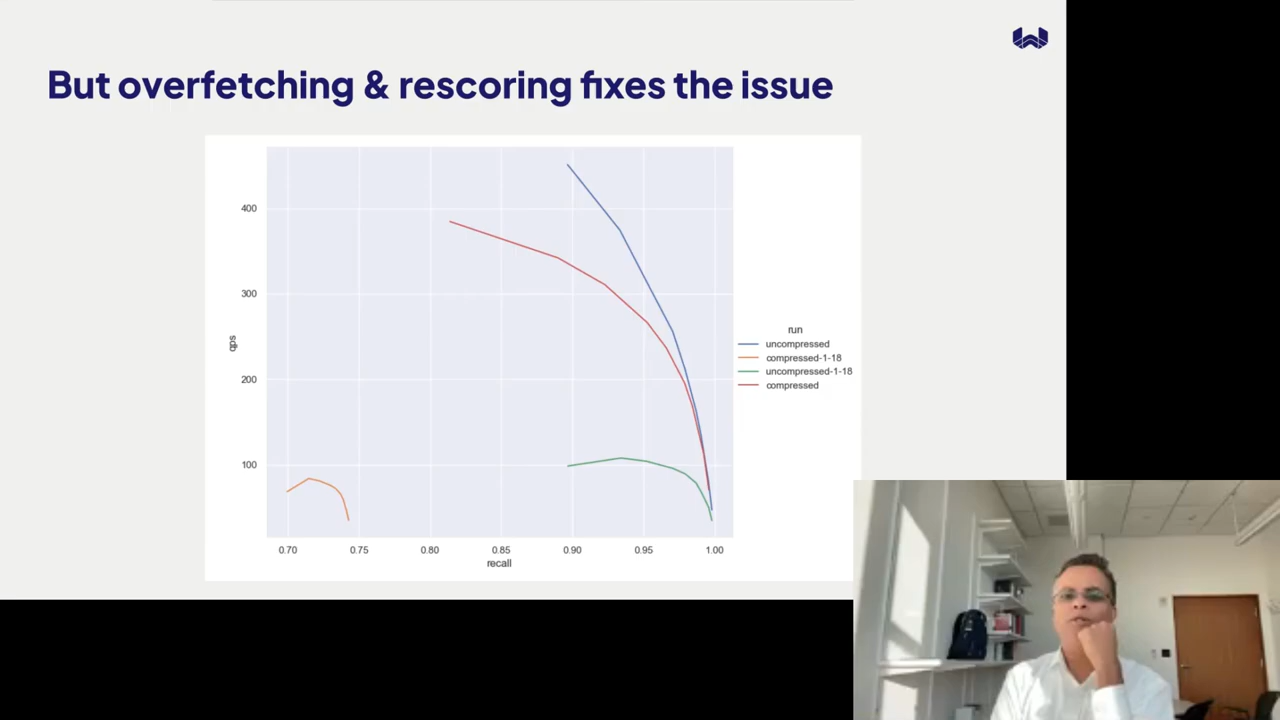 But overfetching & rescoring fixes the issue
400
300
200
100
qps
0.70 0.75 0.80 0.85 0.90 0.95 1.00
recall
run
uncompressed
compressed-1-18
uncompressed-1-18
compressed